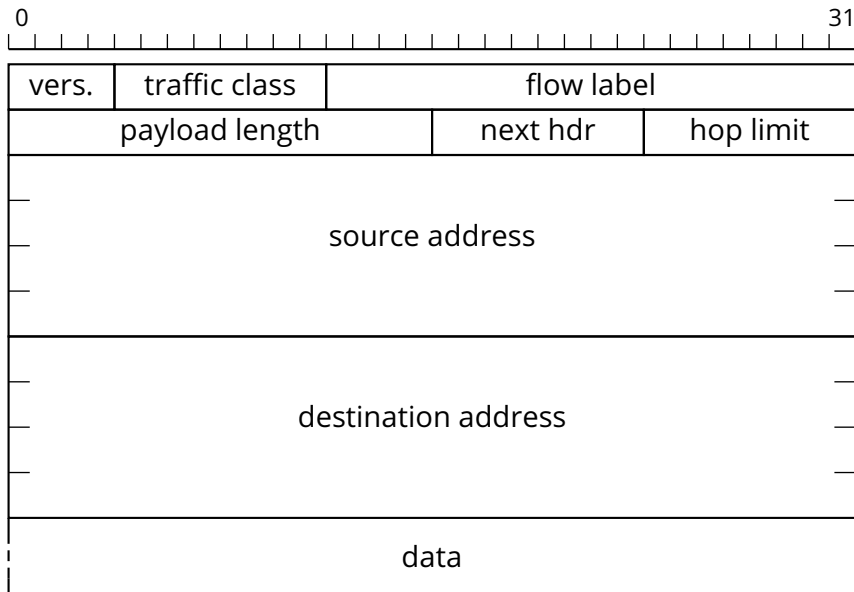 0 31
vers. traffic class flow label
payload length next hdr hop limit
source address
destination address
data